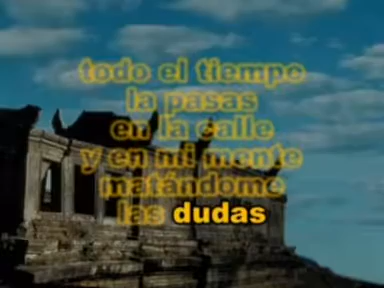 todo el tiempo
la pasas
en la calle
y en mi mente
matándome
las dudas